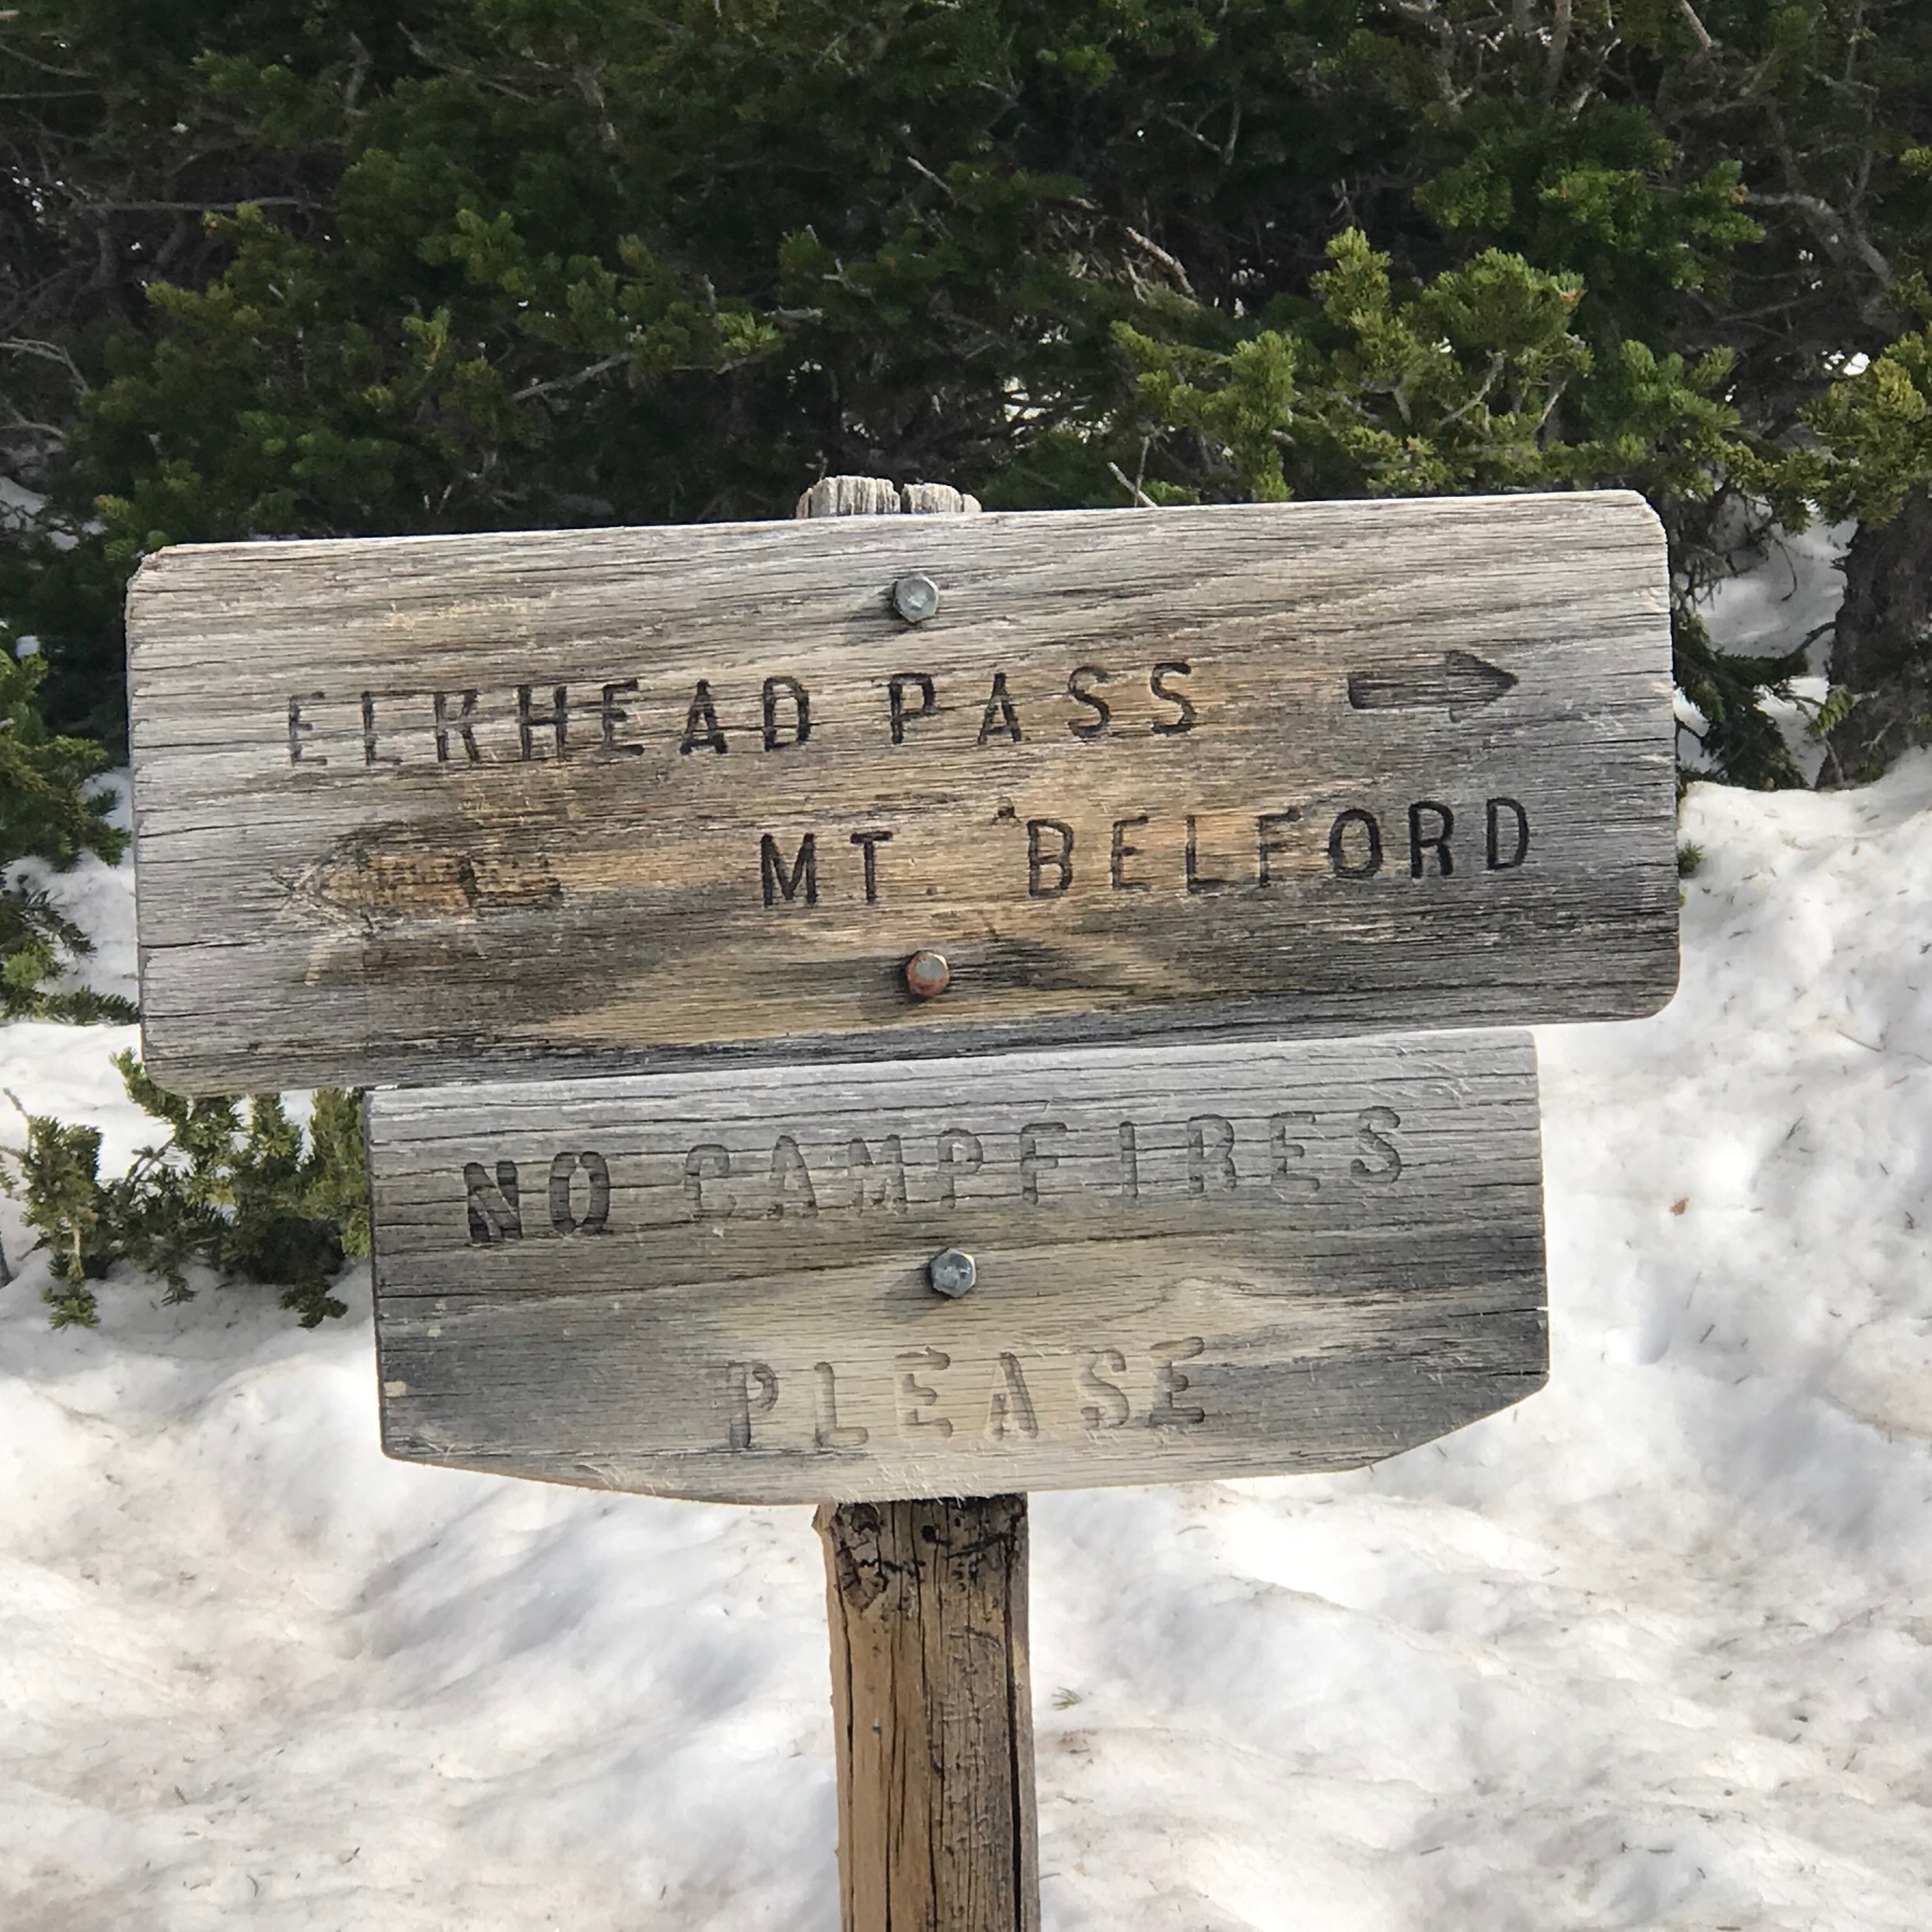 ELKHEAD PASS
MT. BELFORD
NO CAMPFIRES
PLEASE